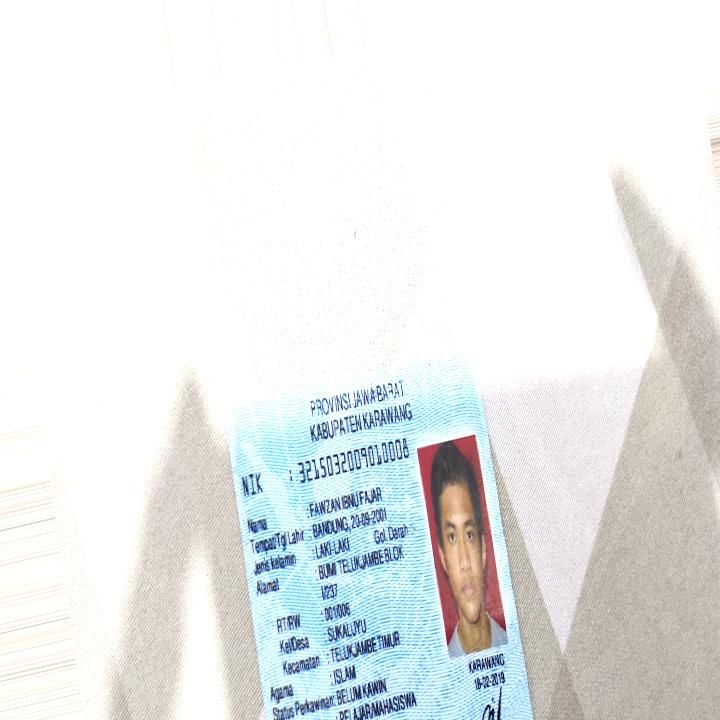 PROVINSI JAWA BARAT
KABUPATEN KARAWANG
NIK : 3215032009010008
Nama : FAWZAN IBNU FAJAR
Tempat/Tgl Lahir : BANDUNG, 20-09-2001
Jenis kelamin : LAKI-LAKI Gol. Darah : -
Alamat : BUMI TELUKJAMBE BLOK
I/237
RT/RW : 001/006
Kel/Desa : SUKALUYU
Kecamatan : TELUKJAMBE TIMUR
Agama : ISLAM
Status Perkawinan: BELUM KAWIN
: PELAJAR/MAHASISWA
KARAWANG
18-02-2019